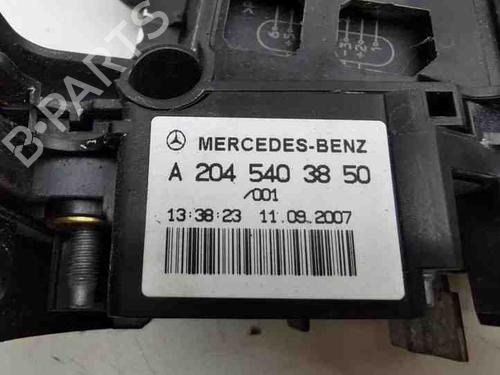 B-PARTS
MERCEDES-BENZ
A 204 540 38 50
/001
13:38:23 11.09.2007